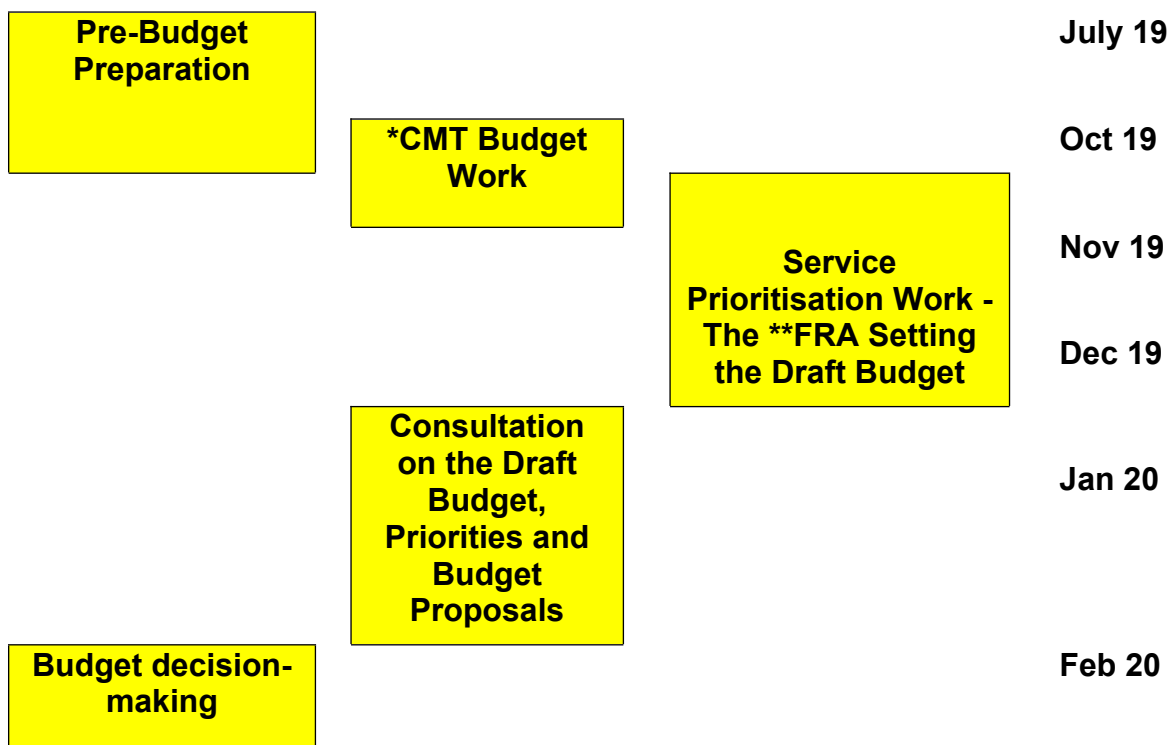 Pre-Budget
Preparation
July 19
*CMT Budget
Work
Oct 19
Service
Prioritisation Work -
The **FRA Setting
the Draft Budget
Nov 19
Dec 19
Consultation
on the Draft
Budget,
Priorities and
Budget
Proposals
Jan 20
Budget decision-
making
Feb 20